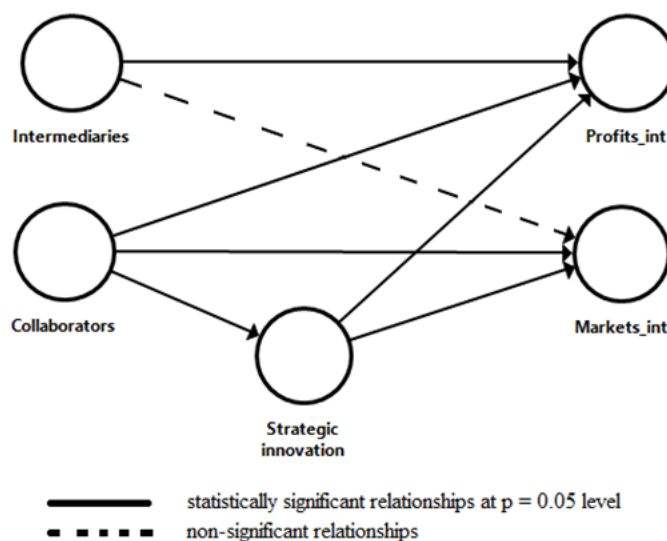 Intermediaries
Profits_int
Collaborators
Markets_int
Strategic
innovation
statistically significant relationships at p = 0.05 level
non-significant relationships